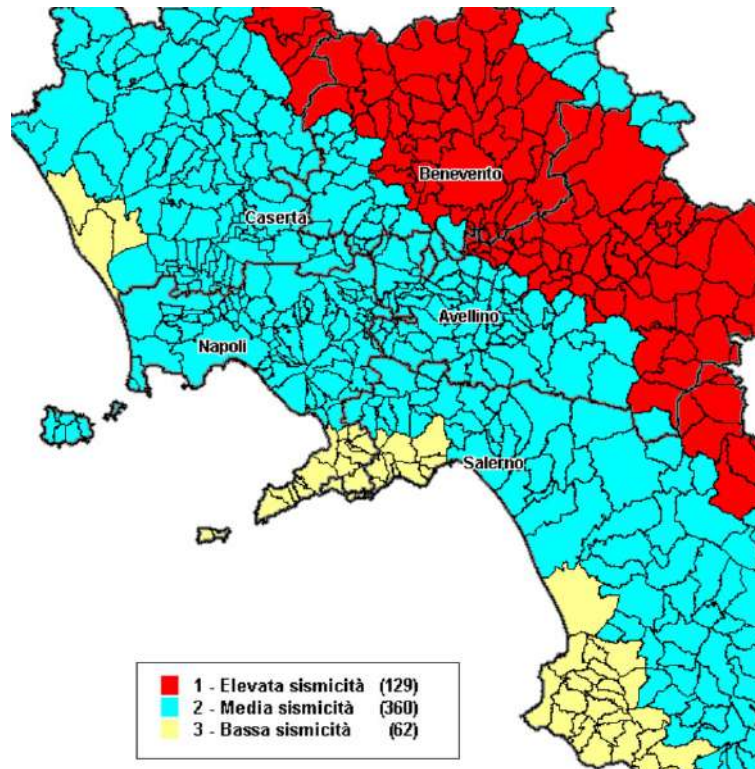 Benevento
Caserta
Avellino
Napoli
Salerno
1 - Elevata sismicità (129)
2 - Media sismicità (360)
3 - Bassa sismicità (62)